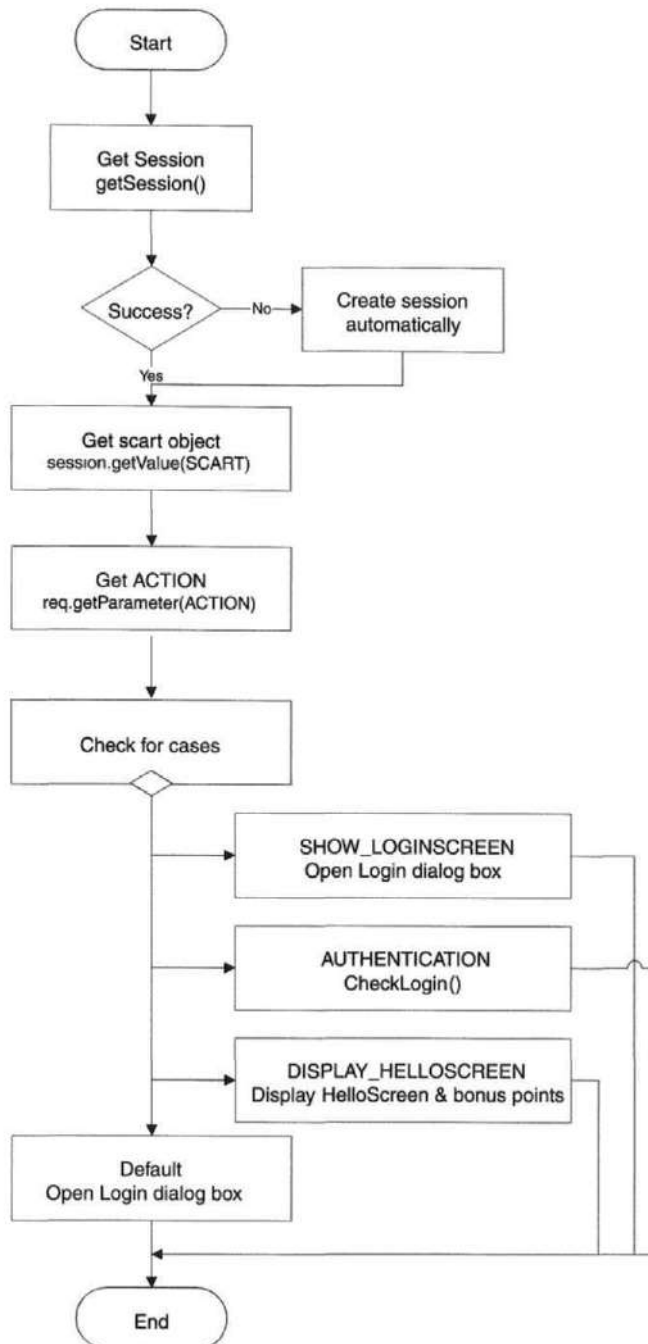 Start
Get Session
getSession()
Success?
No
Create session
automatically
Yes
Get scart object
session.getValue(SCART)
Get ACTION
req.getParameter(ACTION)
Check for cases
SHOW_LOGINSCREEN
Open Login dialog box
AUTHENTICATION
CheckLogin()
DISPLAY_HELLOSCREEN
Display HelloScreen & bonus points
Default
Open Login dialog box
End